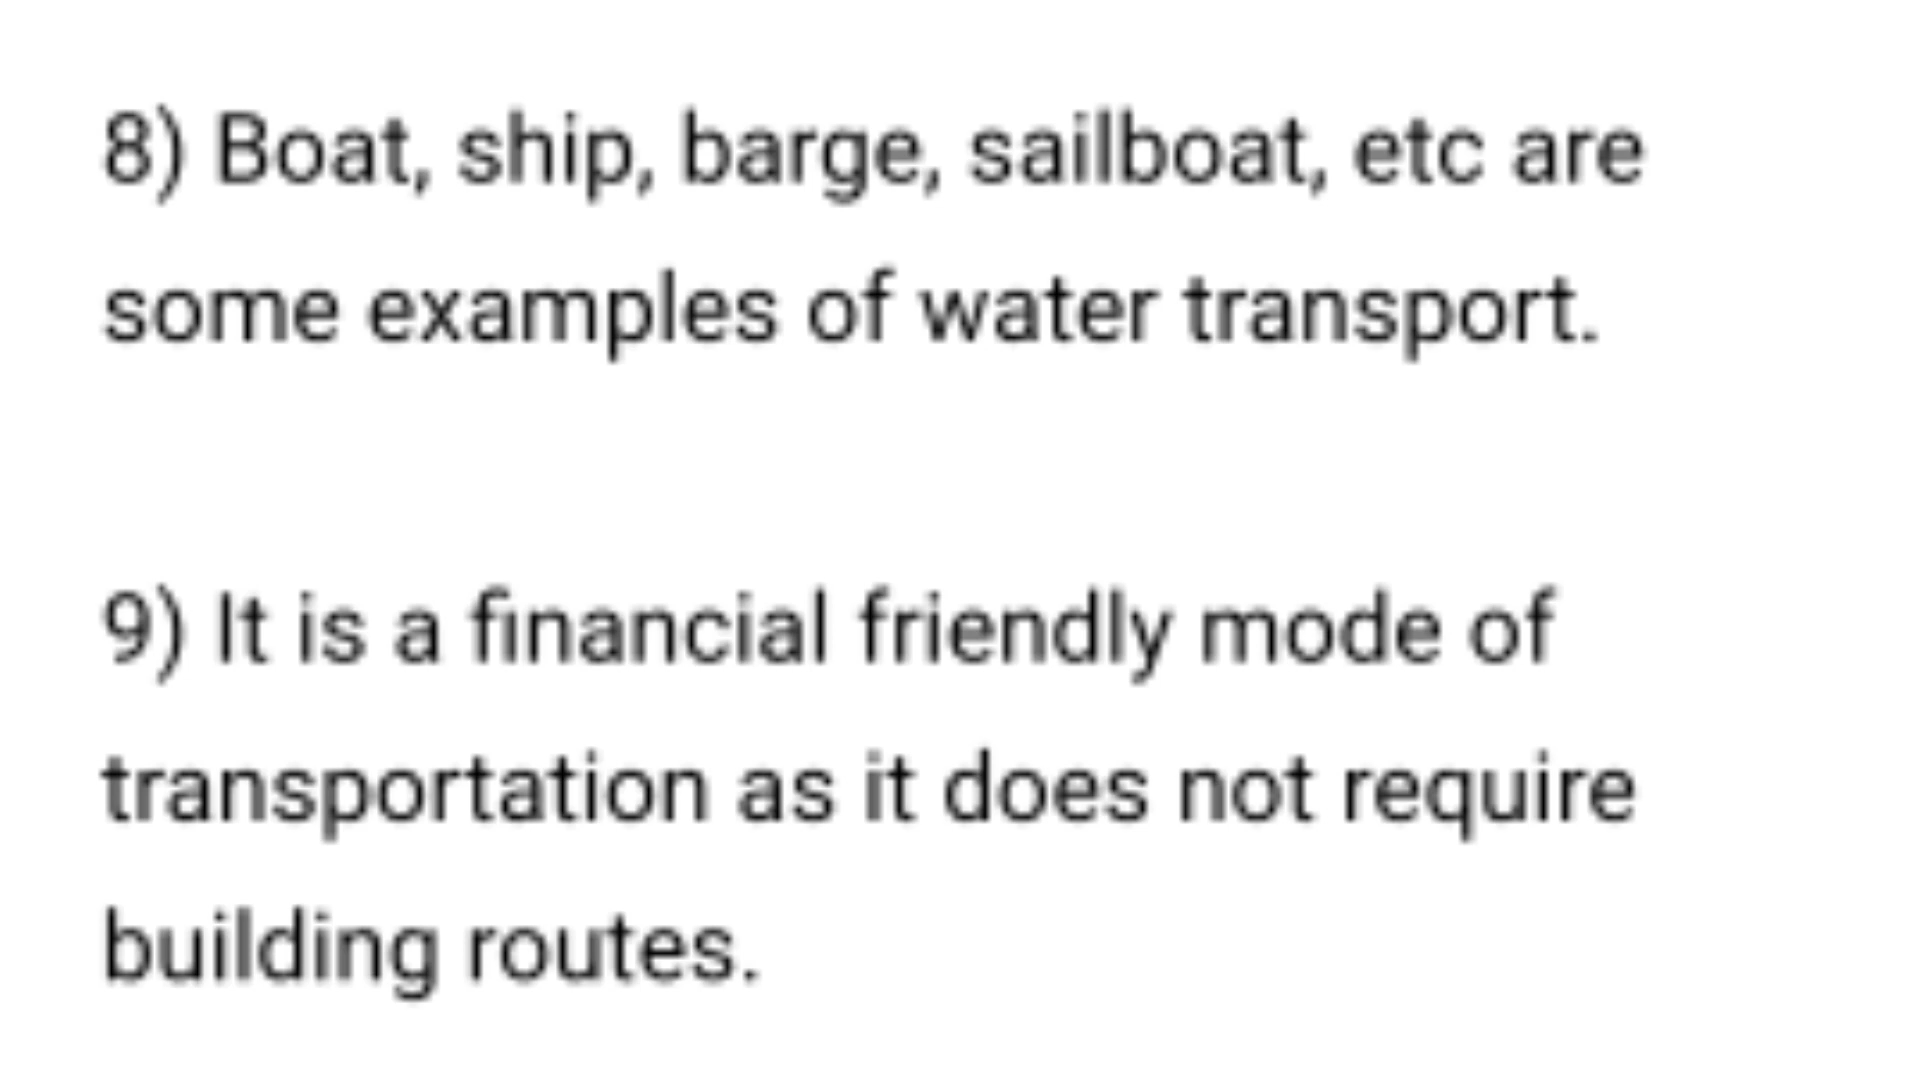 8) Boat, ship, barge, sailboat, etc are
some examples of water transport.
9) It is a financial friendly mode of
transportation as it does not require
building routes.